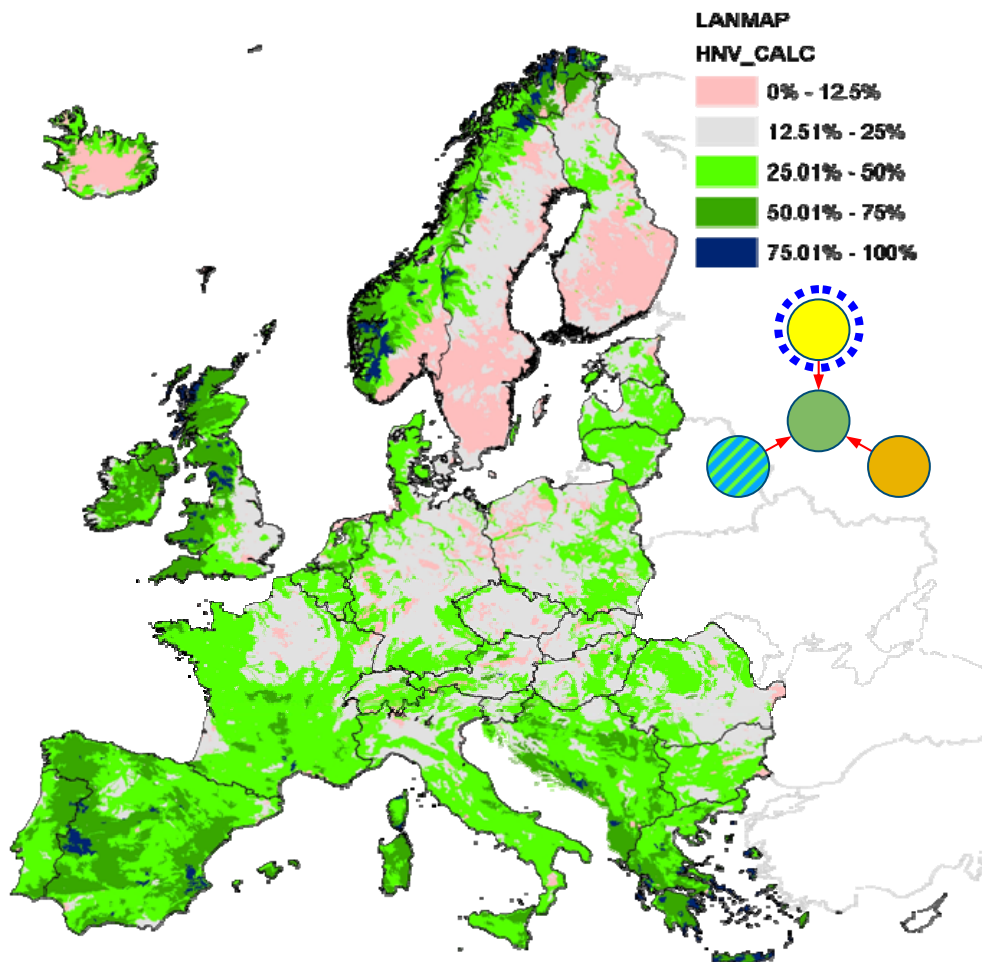 LANMAP
HNV_CALC
0% - 12.5%
12.51% - 25%
25.01% - 50%
50.01% - 75%
75.01% - 100%